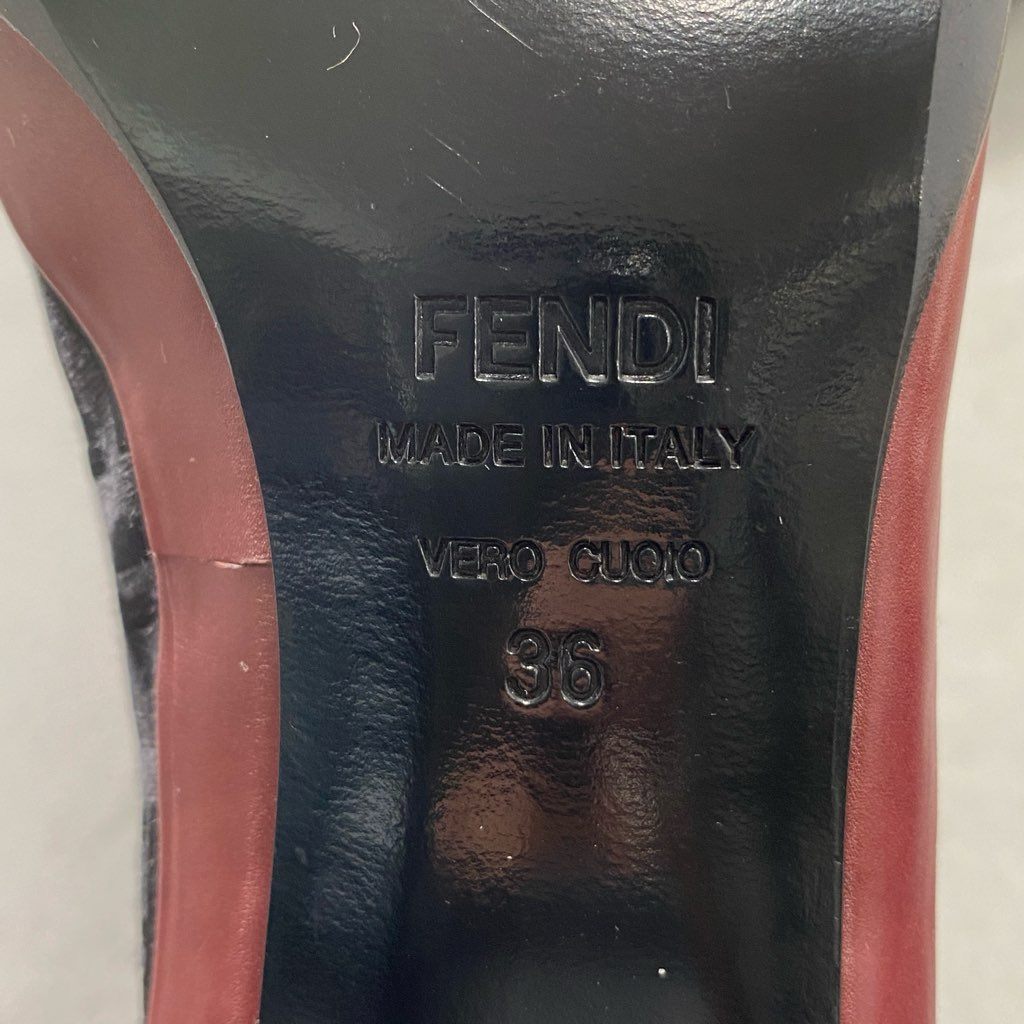 FENDI
MADE IN ITALY
VERO CUOIO
36